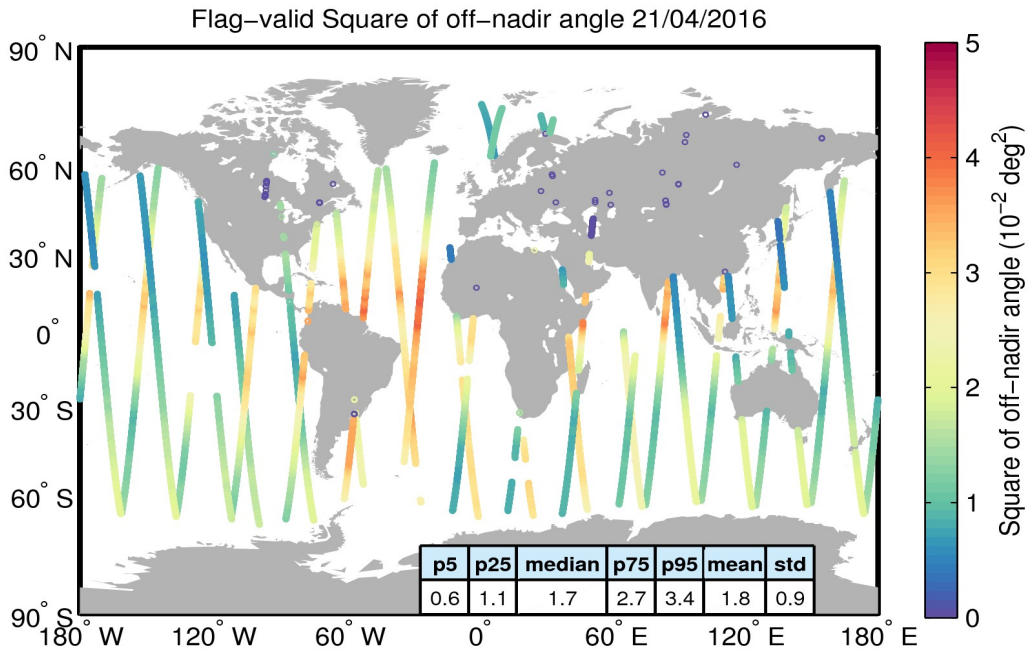 Flag−valid Square of off−nadir angle 21/04/2016
90° N
60° N
30° N
0°
30° S
60° S
90° S
180° W
120° W
60° W
0°
60° E
120° E
180° E
p5 p25 median p75 p95 mean std
0.6 1.1 1.7 2.7 3.4 1.8 0.9
5
4
3
2
1
0
Square of off−nadir angle (10⁻² deg²)